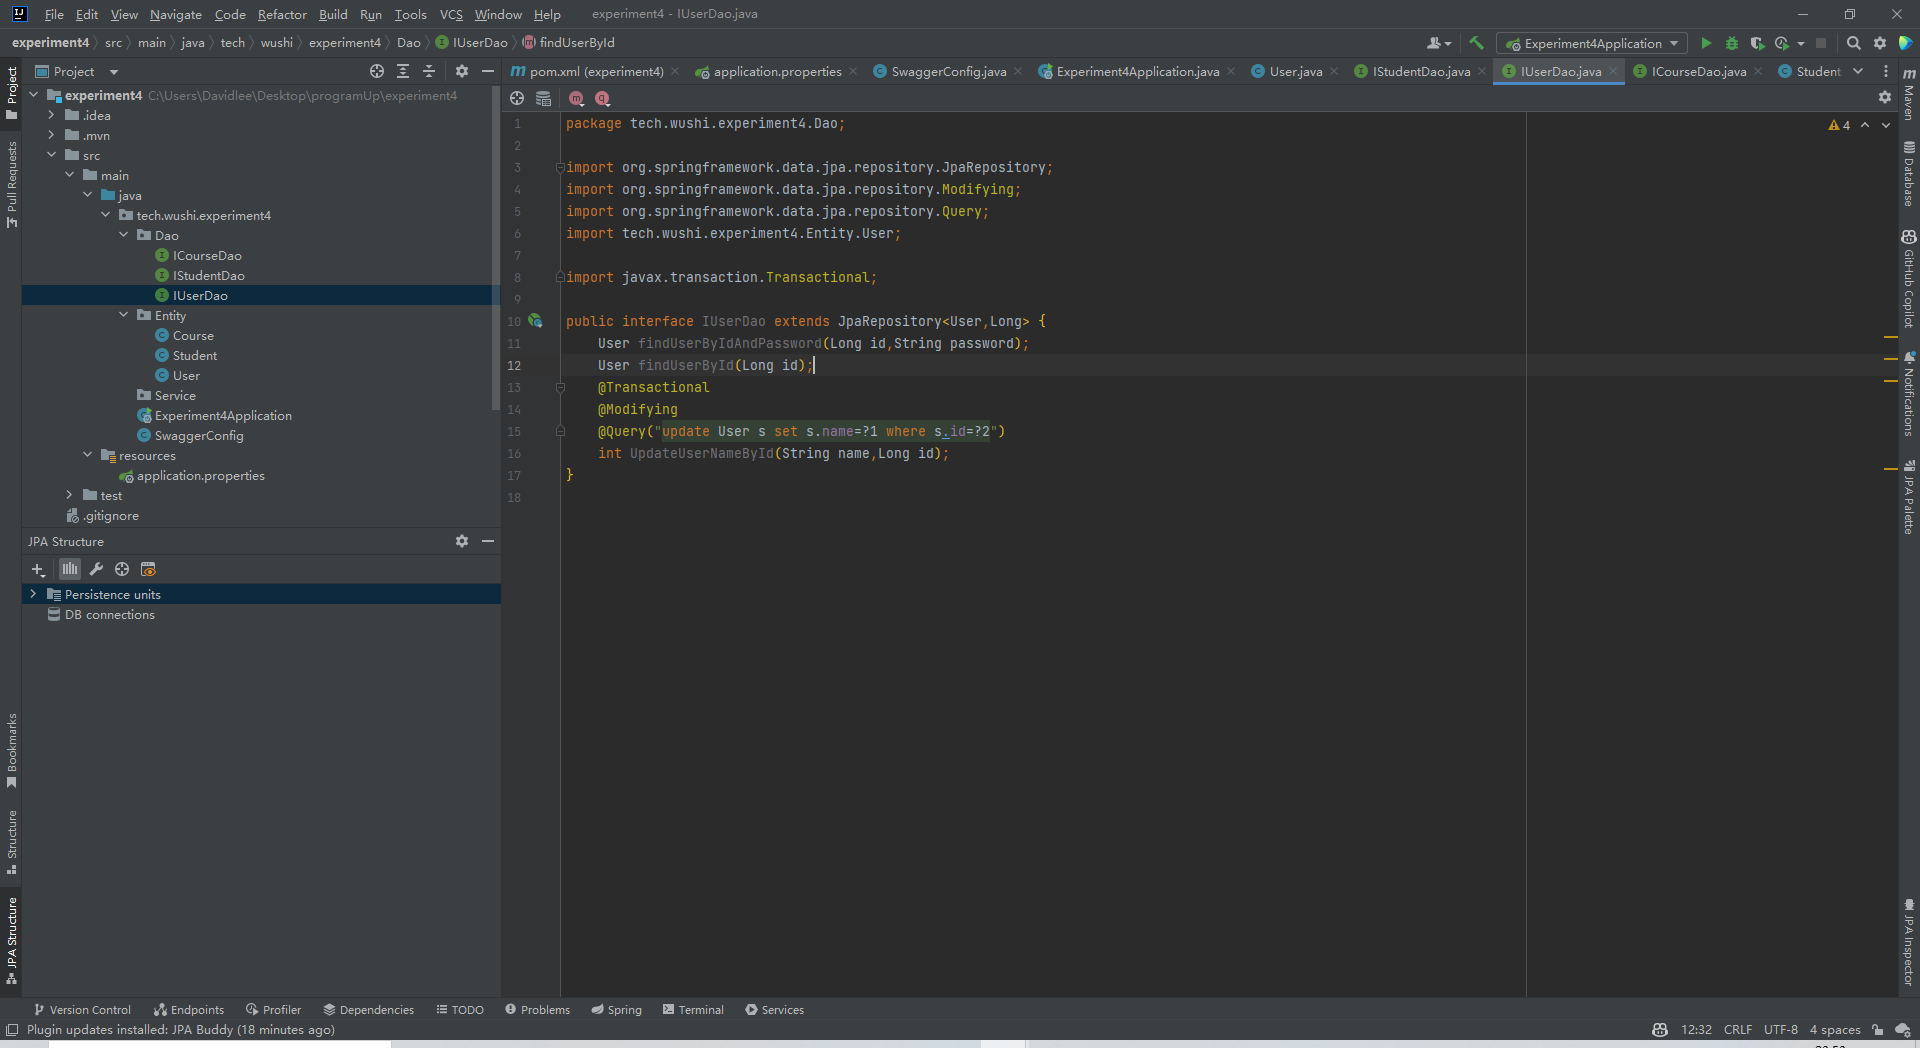 File Edit View Navigate Code Refactor Build Run Tools VCS Window Help experiment4 - IUserDao.java
experiment4 src main java tech wushi experiment4 Dao IUserDao findUserById Experiment4Application
Project
pom.xml (experiment4) application.properties SwaggerConfig.java Experiment4Application.java User.java IStudentDao.java IUserDao.java ICourseDao.java Student
experiment4 C:\Users\Davidlee\Desktop\programUp\experiment4
.idea
.mvn
src
main
java
tech.wushi.experiment4
Dao
ICourseDao
IStudentDao
IUserDao
Entity
Course
Student
User
Service
Experiment4Application
SwaggerConfig
resources
application.properties
test
.gitignore
JPA Structure
Persistence units
DB connections
4
1 package tech.wushi.experiment4.Dao;
2
3 import org.springframework.data.jpa.repository.JpaRepository;
4 import org.springframework.data.jpa.repository.Modifying;
5 import org.springframework.data.jpa.repository.Query;
6 import tech.wushi.experiment4.Entity.User;
7
8 import javax.transaction.Transactional;
9
10 public interface IUserDao extends JpaRepository<User,Long> {
11 User findUserByIdAndPassword(Long id,String password);
12 User findUserById(Long id);
13 @Transactional
14 @Modifying
15 @Query("update User s set s.name=?1 where s.id=?2")
16 int UpdateUserNameById(String name,Long id);
17 }
18
Project
Pull Requests
Bookmarks
Structure
JPA Structure
Maven
Database
GitHub Copilot
Notifications
JPA Palette
JPA Inspector
Version Control Endpoints Profiler Dependencies TODO Problems Spring Terminal Services
Plugin updates installed: JPA Buddy (18 minutes ago) 12:32 CRLF UTF-8 4 spaces